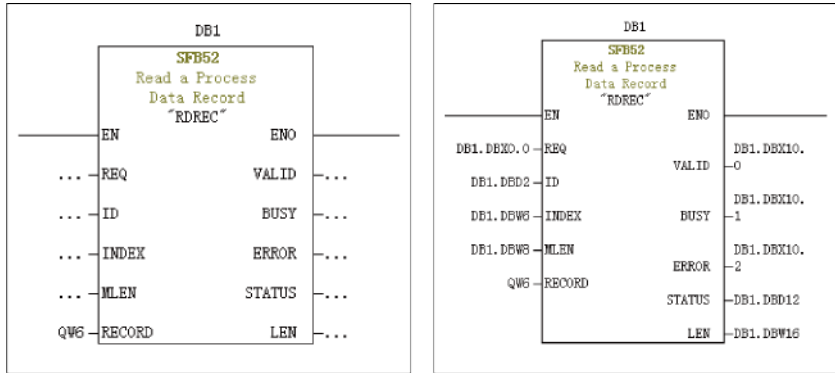 DB1
SFB52
Read a Process
Data Record
"RDREC"
EN ENO
... REQ VALID ...
... ID BUSY ...
... INDEX ERROR ...
... MLEN STATUS ...
QW6 RECORD LEN ...
DB1
SFB52
Read a Process
Data Record
"RDREC"
EN ENO
DB1.DBX0.0 REQ DB1.DBX10.
VALID 0
DB1.DBD2 ID
DB1.DBX10.
DB1.DBW6 INDEX BUSY 1
DB1.DBW8 MLEN DB1.DBX10.
ERROR 2
QW6 RECORD
STATUS DB1.DBD12
LEN DB1.DBW16